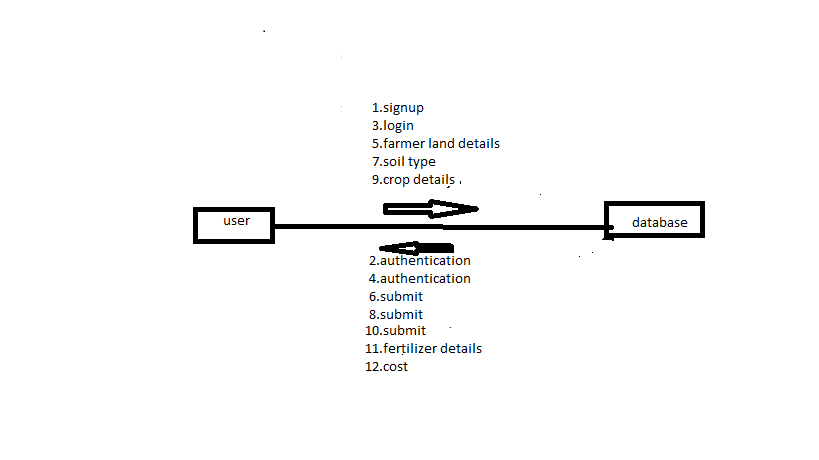 1.signup
3.login
5.farmer land details
7.soil type
9.crop details
user
database
2.authentication
4.authentication
6.submit
8.submit
10.submit
11.fertilizer details
12.cost